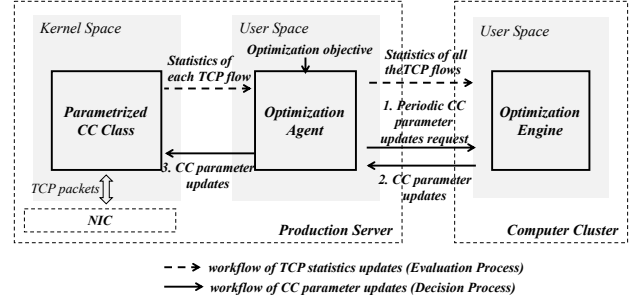 Kernel Space
User Space
User Space
Optimization objective
Statistics of
each TCP flow
Statistics of all
theTCP flows
Parametrized
CC Class
Optimization
Agent
Optimization
Engine
1. Periodic CC
parameter
updates request
3. CC parameter
updates
2. CC parameter
updates
TCP packets
NIC
Production Server
Computer Cluster
workflow of TCP statistics updates (Evaluation Process)
workflow of CC parameter updates (Decision Process)